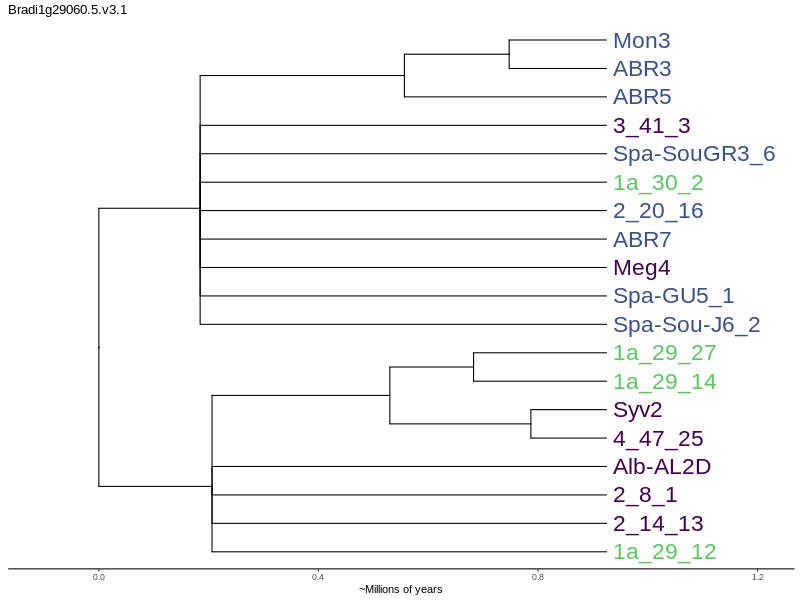 Bradi1g29060.5.v3.1
Mon3
ABR3
ABR5
3_41_3
Spa-SouGR3_6
1a_30_2
2_20_16
ABR7
Meg4
Spa-GU5_1
Spa-Sou-J6_2
1a_29_27
1a_29_14
Syv2
4_47_25
Alb-AL2D
2_8_1
2_14_13
1a_29_12
0.0 0.4 0.8 1.2
~Millions of years